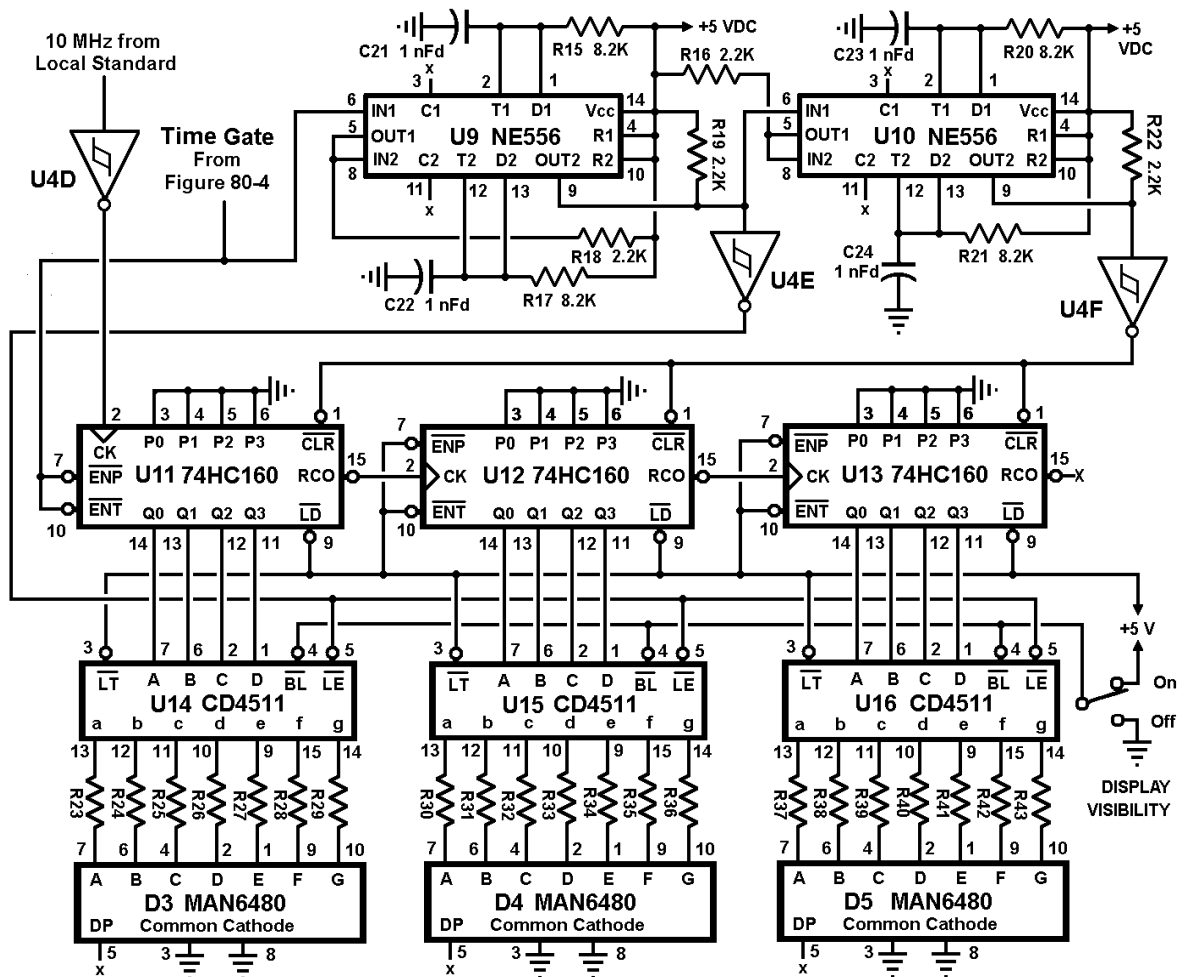 10 MHz from
Local Standard
U4D
Time Gate
From
Figure 80-4
C21 1 nFd
R15 8.2K
+5 VDC
R16 2.2K
C23 1 nFd
R20 8.2K
+5
VDC
x
3
2
1
6
IN1
C1
T1
D1
Vcc
14
5
OUT1
U9 NE556
R1
4
IN2
C2
T2
D2
OUT2
R2
8
11
12
13
9
10
x
R19 2.2K
R18 2.2K
C22 1 nFd
R17 8.2K
x
3
2
1
6
IN1
C1
T1
D1
Vcc
14
5
OUT1
U10 NE556
R1
4
IN2
C2
T2
D2
OUT2
R2
8
11
12
13
9
10
x
R22 2.2K
C24
1 nFd
R21 8.2K
U4E
U4F
2
3
4
5
6
1
CK
P0
P1
P2
P3
CLR
7
ENP
U11 74HC160
RCO
15
ENT
Q0
Q1
Q2
Q3
LD
10
14
13
12
11
9
7
3
4
5
6
1
ENP
P0
P1
P2
P3
CLR
2
CK
U12 74HC160
RCO
15
ENT
Q0
Q1
Q2
Q3
LD
10
14
13
12
11
9
7
3
4
5
6
1
ENP
P0
P1
P2
P3
CLR
2
CK
U13 74HC160
RCO
15
x
ENT
Q0
Q1
Q2
Q3
LD
10
14
13
12
11
9
3
7
6
2
1
4
5
LT
A
B
C
D
BL
LE
U14 CD4511
a
b
c
d
e
f
g
13
12
11
10
9
15
14
3
7
6
2
1
4
5
LT
A
B
C
D
BL
LE
U15 CD4511
a
b
c
d
e
f
g
13
12
11
10
9
15
14
3
7
6
2
1
4
5
LT
A
B
C
D
BL
LE
U16 CD4511
a
b
c
d
e
f
g
13
12
11
10
9
15
14
+5 V
On
Off
DISPLAY
VISIBILITY
R23
R24
R25
R26
R27
R28
R29
R30
R31
R32
R33
R34
R35
R36
R37
R38
R39
R40
R41
R42
R43
7
6
4
2
1
9
10
A
B
C
D
E
F
G
D3 MAN6480
DP
Common Cathode
5
3
8
x
7
6
4
2
1
9
10
A
B
C
D
E
F
G
D4 MAN6480
DP
Common Cathode
5
3
8
x
7
6
4
2
1
9
10
A
B
C
D
E
F
G
D5 MAN6480
DP
Common Cathode
5
3
8
x